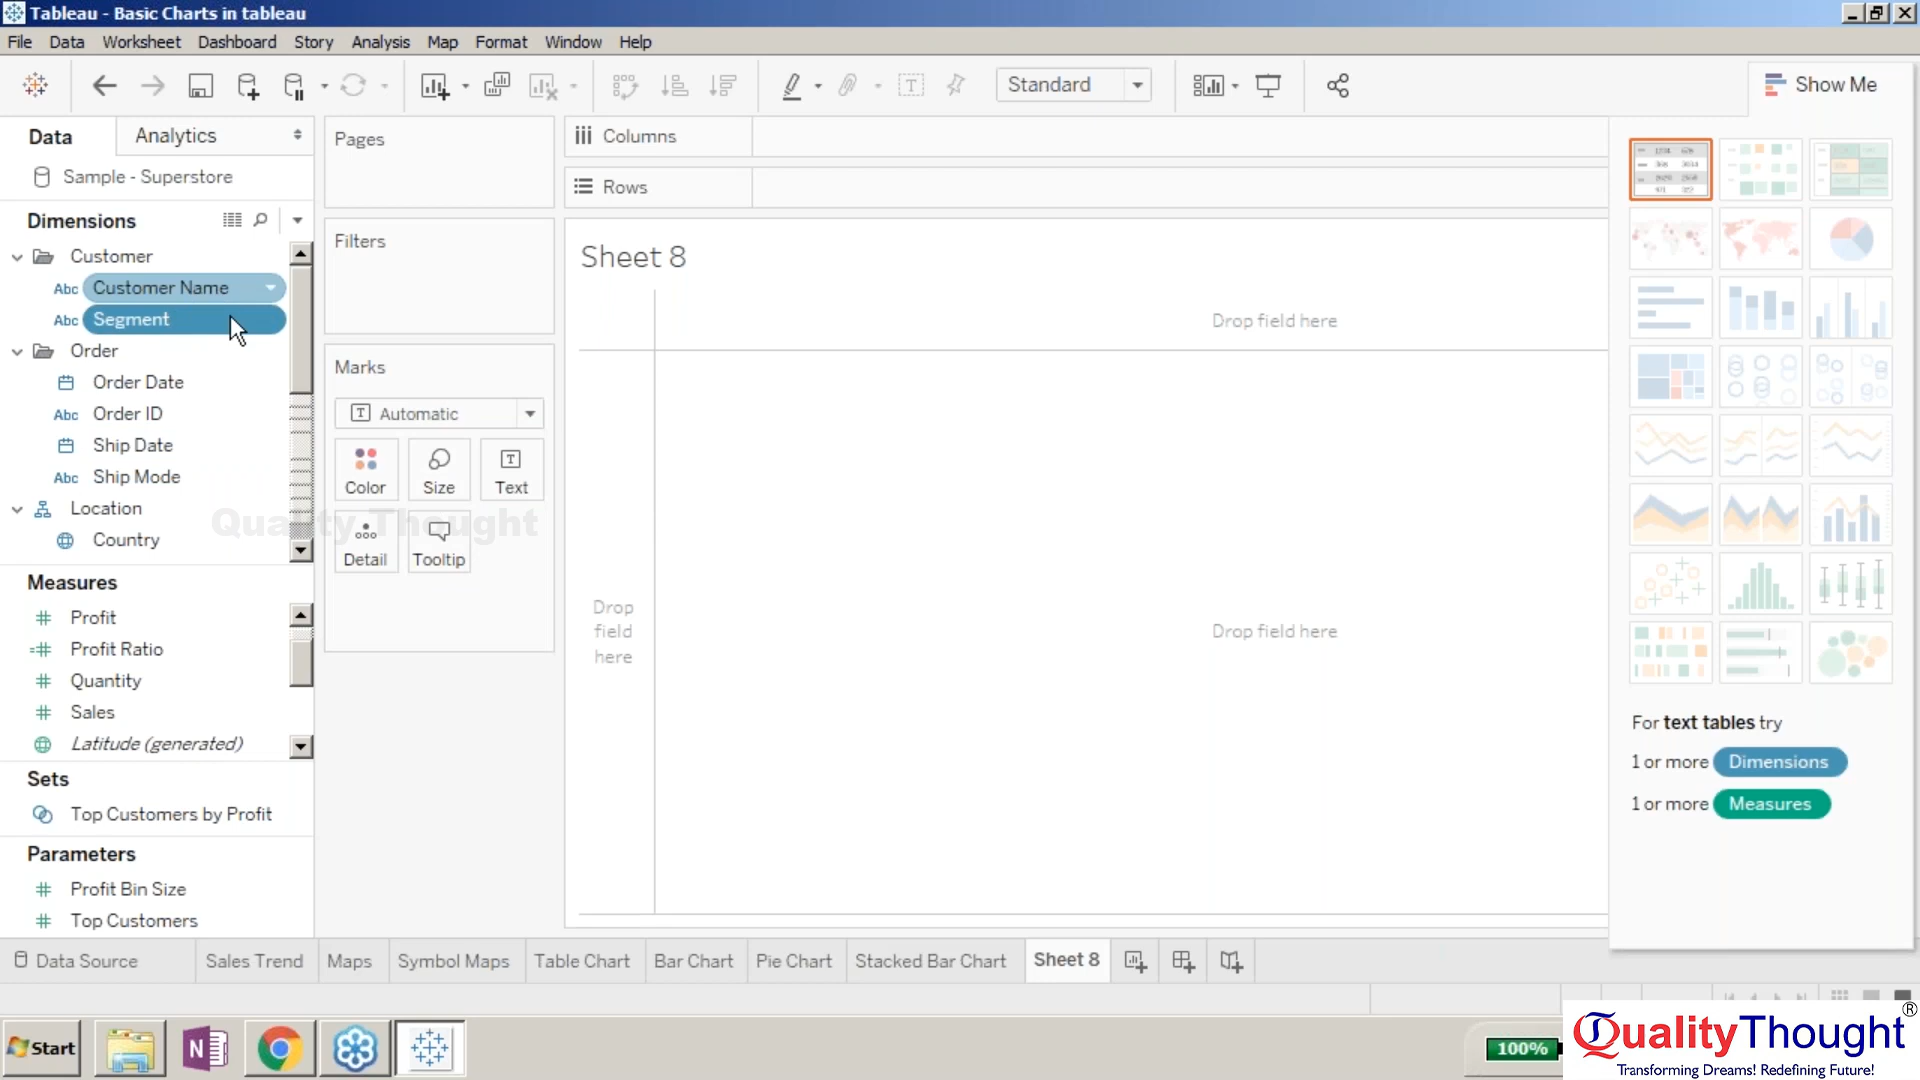 Tableau - Basic Charts in tableau
File Data Worksheet Dashboard Story Analysis Map Format Window Help
Standard
Show Me
Data
Analytics
Pages
Columns
Sample - Superstore
Rows
Dimensions
Filters
Customer
Sheet 8
Abc Customer Name
Abc Segment
Drop field here
Order
Marks
Order Date
Automatic
Abc Order ID
Ship Date
Abc Ship Mode
Color
Size
Text
Location
Quality Thought
Country
Detail
Tooltip
Measures
Profit
Drop
field
here
Drop field here
Profit Ratio
Quantity
Sales
Latitude (generated)
For text tables try
1 or more Dimensions
1 or more Measures
Sets
Top Customers by Profit
Parameters
Profit Bin Size
Top Customers
Data Source
Sales Trend
Maps
Symbol Maps
Table Chart
Bar Chart
Pie Chart
Stacked Bar Chart
Sheet 8
Start
100%
QualityThought®
Transforming Dreams! Redefining Future!